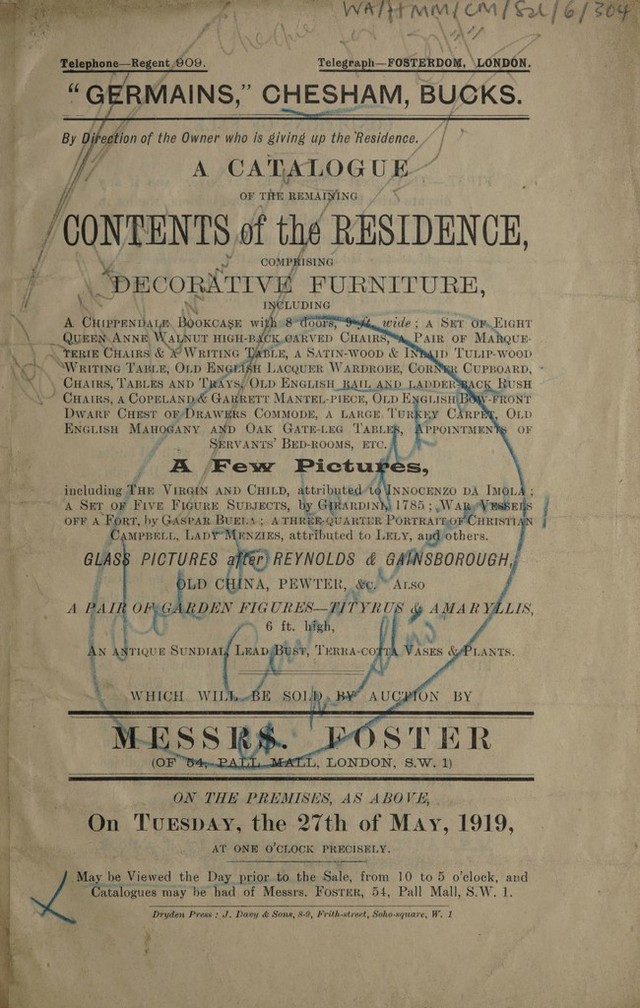 WA/HMM/CM/Sal/6/304
Telephone—Regent 909. Telegraph—FOSTERDOM, LONDON.
"GERMAINS," CHESHAM, BUCKS.
By Direction of the Owner who is giving up the Residence.
A CATALOGUE
OF THE REMAINING
CONTENTS of the RESIDENCE,
COMPRISING
DECORATIVE FURNITURE,
INCLUDING
A CHIPPENDALE BOOKCASE with 8 doors, 9-ft. wide; A SET OF EIGHT
QUEEN ANNE WALNUT HIGH-BACK CARVED CHAIRS, A PAIR OF MARQUE-
TERIE CHAIRS & A WRITING TABLE, A SATIN-WOOD & INLAID TULIP-WOOD
WRITING TABLE, OLD ENGLISH LACQUER WARDROBE, CORNER CUPBOARD,
CHAIRS, TABLES AND TRAYS, OLD ENGLISH RAIL AND LADDER-BACK RUSH
CHAIRS, A COPELAND & GARRETT MANTEL-PIECE, OLD ENGLISH BOW-FRONT
DWARF CHEST OF DRAWERS COMMODE, A LARGE TURKEY CARPET, OLD
ENGLISH MAHOGANY AND OAK GATE-LEG TABLES, APPOINTMENTS OF
SERVANTS' BED-ROOMS, ETC.
A Few Pictures,
including THE VIRGIN AND CHILD, attributed to INNOCENZO DA IMOLA;
A SET OF FIVE FIGURE SUBJECTS, by GIRARDINI, 1785; WAR VESSELS
OFF A FORT, by GASPAR BUELA; A THREE-QUARTER PORTRAIT OF CHRISTIAN
CAMPBELL, LADY MENZIES, attributed to LELY, and others.
GLASS PICTURES after REYNOLDS & GAINSBOROUGH,
OLD CHINA, PEWTER, &c. ALSO
A PAIR OF GARDEN FIGURES—TITYRUS & AMARYLLIS,
6 ft. high,
AN ANTIQUE SUNDIAL, LEAD BUST, TERRA-COTTA VASES & PLANTS.
WHICH WILL BE SOLD BY AUCTION BY
MESSRS. FOSTER
(OF 54, PALL MALL, LONDON, S.W. 1)
ON THE PREMISES, AS ABOVE,
On TUESDAY, the 27th of MAY, 1919,
AT ONE O'CLOCK PRECISELY.
May be Viewed the Day prior to the Sale, from 10 to 5 o'clock, and
Catalogues may be had of Messrs. FOSTER, 54, Pall Mall, S.W. 1.
Dryden Press: J. Davy & Sons, 8-9, Frith-street, Soho-square, W. 1